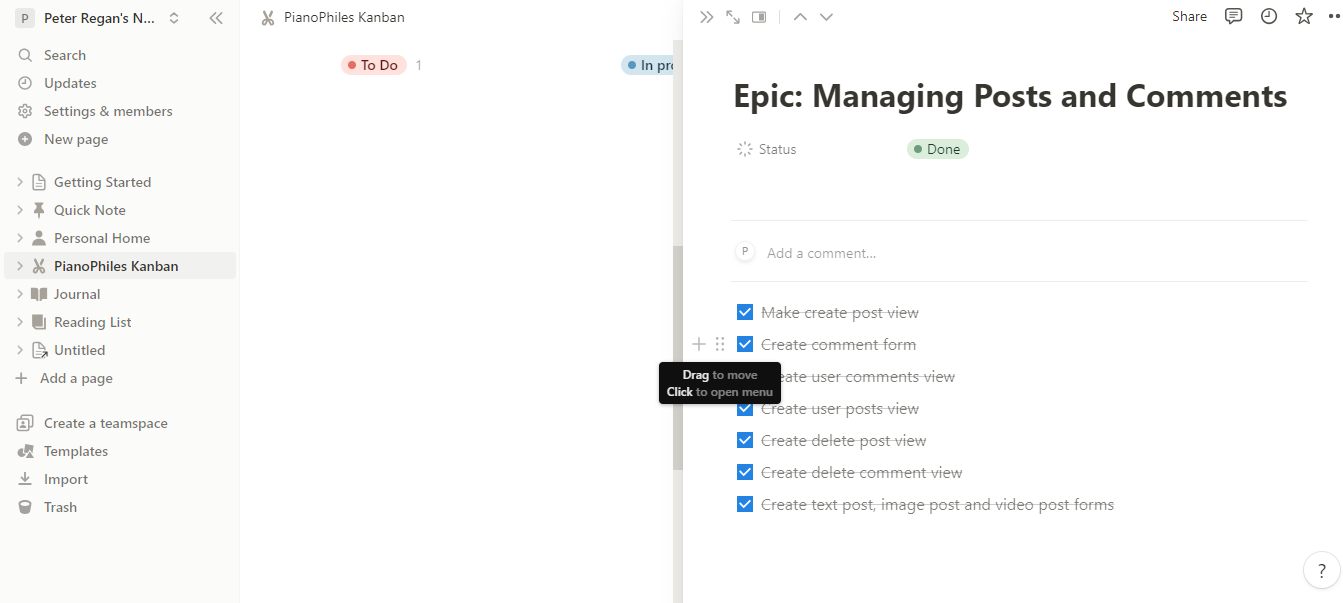 P Peter Regan's N...
Search
Updates
Settings & members
New page
Getting Started
Quick Note
Personal Home
PianoPhiles Kanban
Journal
Reading List
Untitled
Add a page
Create a teamspace
Templates
Import
Trash
PianoPhiles Kanban
To Do 1
In pro
Share
Epic: Managing Posts and Comments
Status Done
P Add a comment...
Make create post view
Create comment form
Drag to move
Click to open menu
eate user comments view
Create user posts view
Create delete post view
Create delete comment view
Create text post, image post and video post forms
?